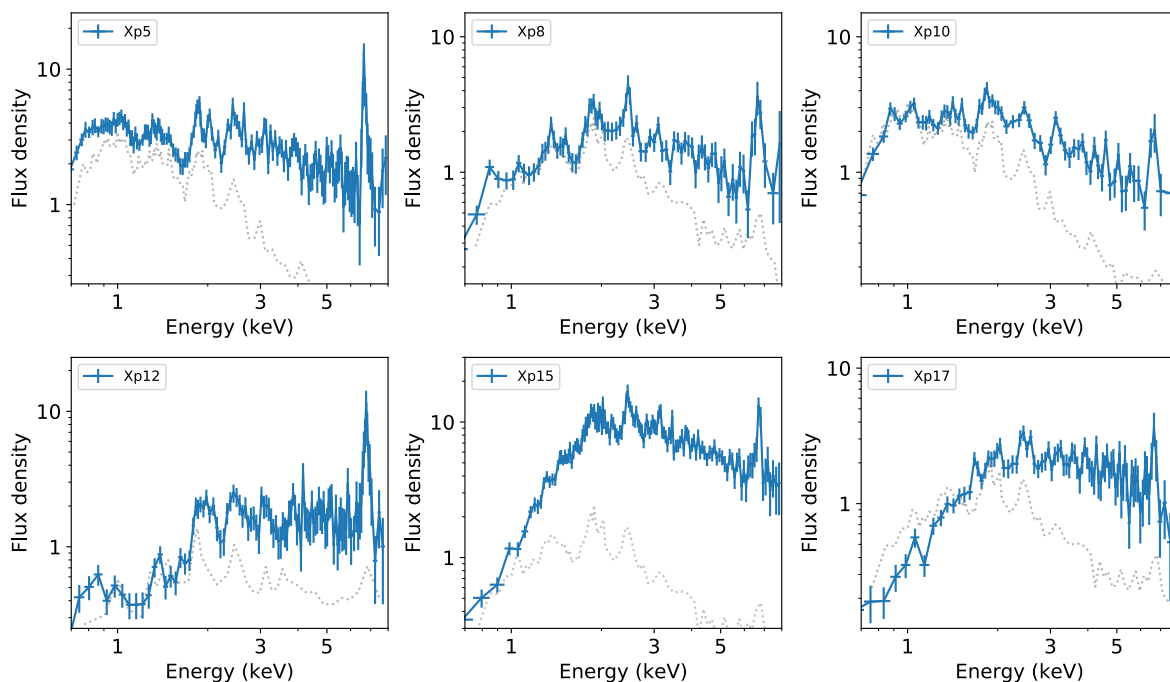 Xp5
10
1
Flux density
1 3 5
Energy (keV)
Xp8
10
1
Flux density
1 3 5
Energy (keV)
Xp10
10
1
Flux density
1 3 5
Energy (keV)
Xp12
10
1
Flux density
1 3 5
Energy (keV)
Xp15
10
1
Flux density
1 3 5
Energy (keV)
Xp17
10
1
Flux density
1 3 5
Energy (keV)